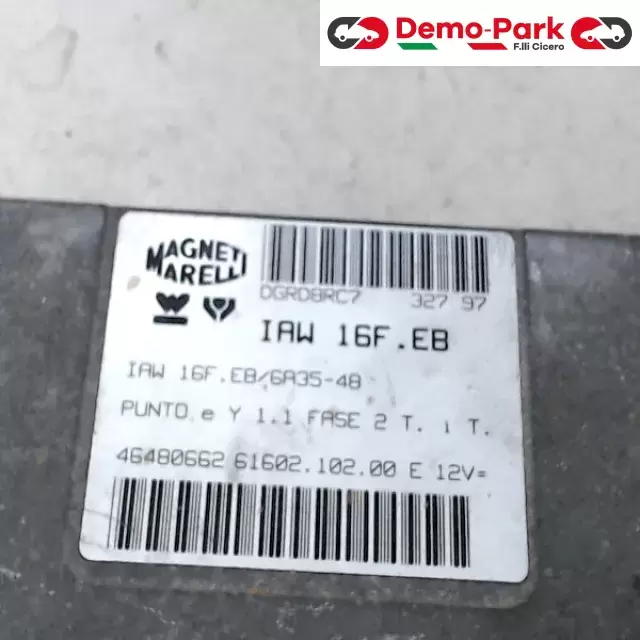 Demo-Park
F.lli Cicero
MAGNETI
MARELLI
DGRD8RC7 327 97
IAW 16F.EB
IAW 16F.EB/6A35-48
PUNTO e Y 1.1 FASE 2 T. i T.
46480662 61602.102.00 E 12V=